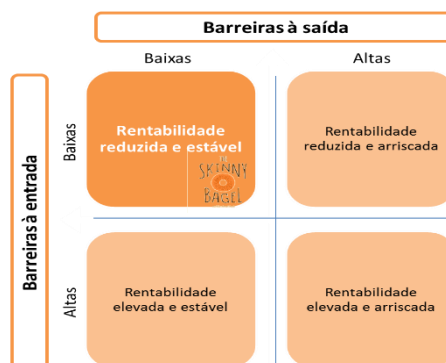 Barreiras à saída
Baixas
Altas
Barreiras à entrada
Baixas
Rentabilidade
reduzida e estável
THE
SKINNY
BAGEL
Rentabilidade
reduzida e arriscada
Altas
Rentabilidade
elevada e estável
Rentabilidade
elevada e arriscada